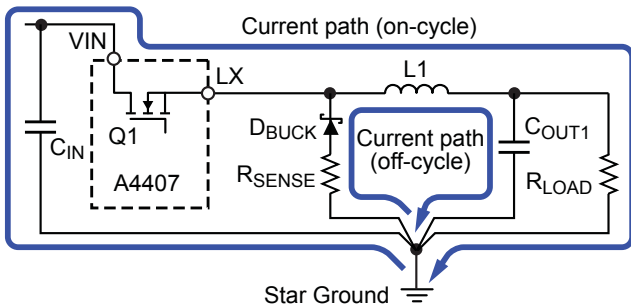 Current path (on-cycle)
VIN
LX
L1
Q1
CIN
A4407
DBUCK
RSENSE
Current path
(off-cycle)
COUT1
RLOAD
Star Ground